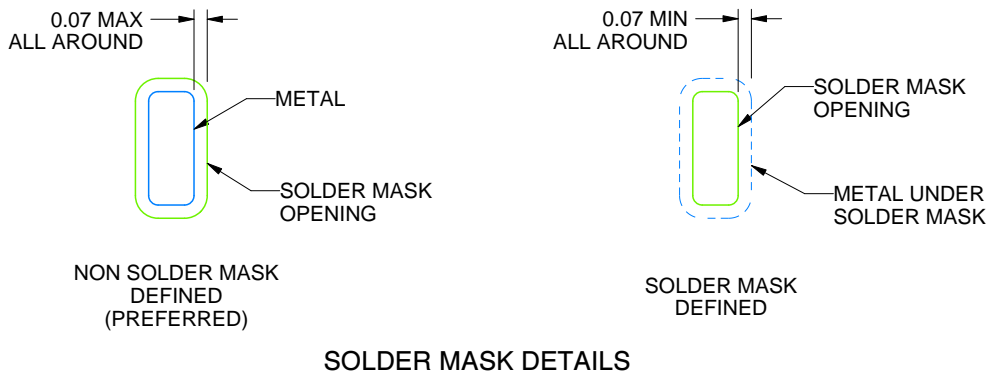 0.07 MAX
ALL AROUND
METAL
SOLDER MASK
OPENING
NON SOLDER MASK
DEFINED
(PREFERRED)
0.07 MIN
ALL AROUND
SOLDER MASK
OPENING
METAL UNDER
SOLDER MASK
SOLDER MASK
DEFINED
SOLDER MASK DETAILS